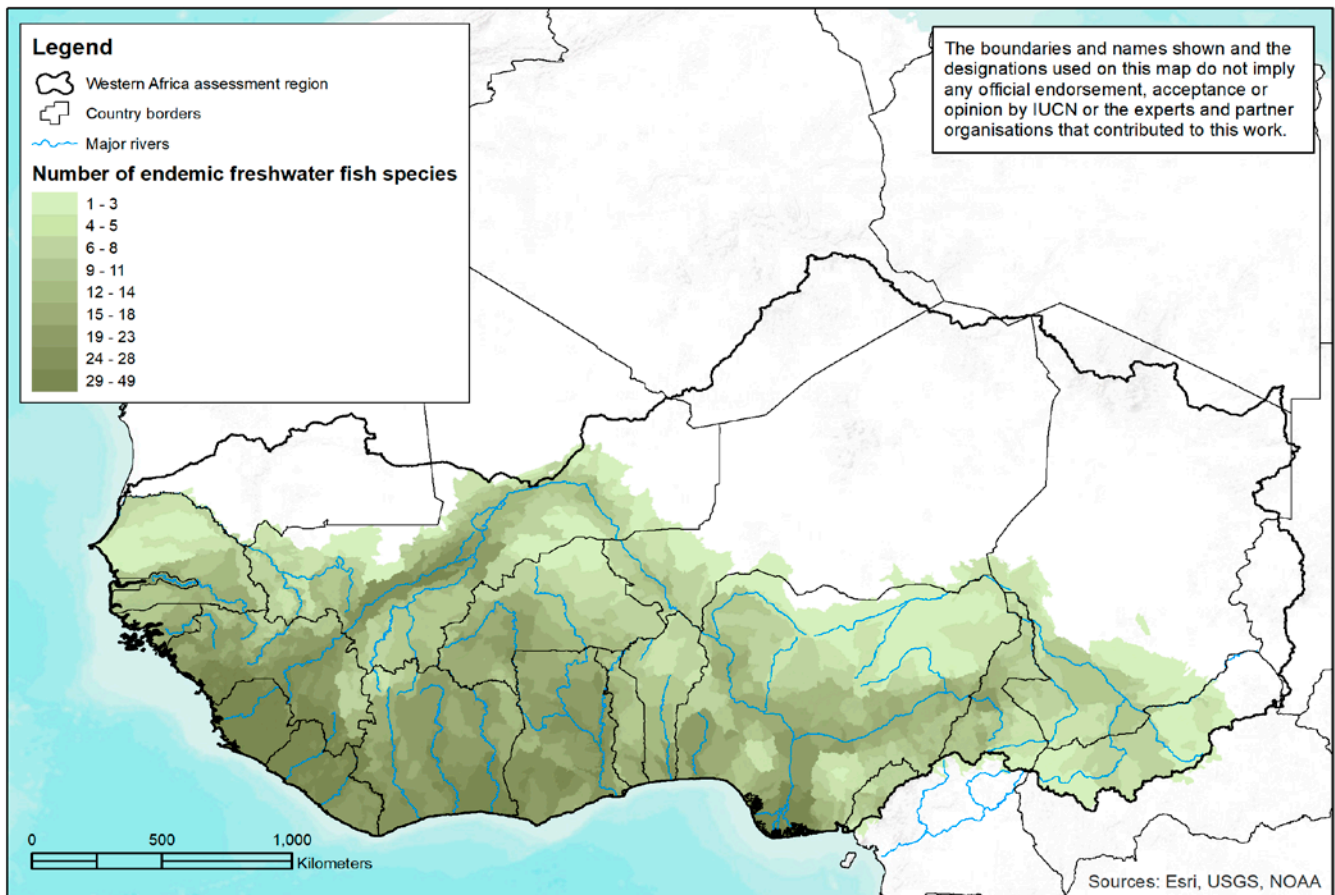 Legend
Western Africa assessment region
Country borders
Major rivers
Number of endemic freshwater fish species
1 - 3
4 - 5
6 - 8
9 - 11
12 - 14
15 - 18
19 - 23
24 - 28
29 - 49
The boundaries and names shown and the
designations used on this map do not imply
any official endorsement, acceptance or
opinion by IUCN or the experts and partner
organisations that contributed to this work.
0 500 1,000
Kilometers
Sources: Esri, USGS, NOAA